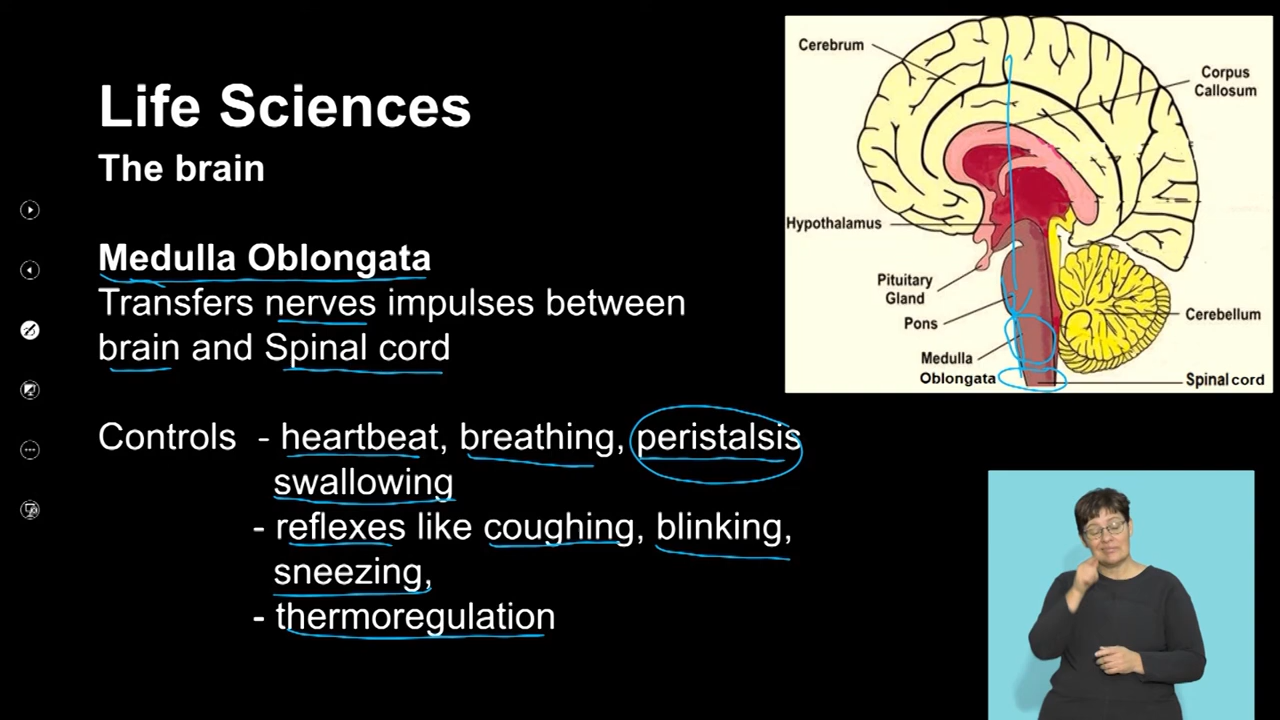 Life Sciences
The brain
Medulla Oblongata
Transfers nerves impulses between
brain and Spinal cord
Controls - heartbeat, breathing, peristalsis
swallowing
- reflexes like coughing, blinking,
sneezing,
- thermoregulation
Cerebrum
Corpus
Callosum
Hypothalamus
Pituitary
Gland
Pons
Cerebellum
Medulla
Oblongata
Spinal cord